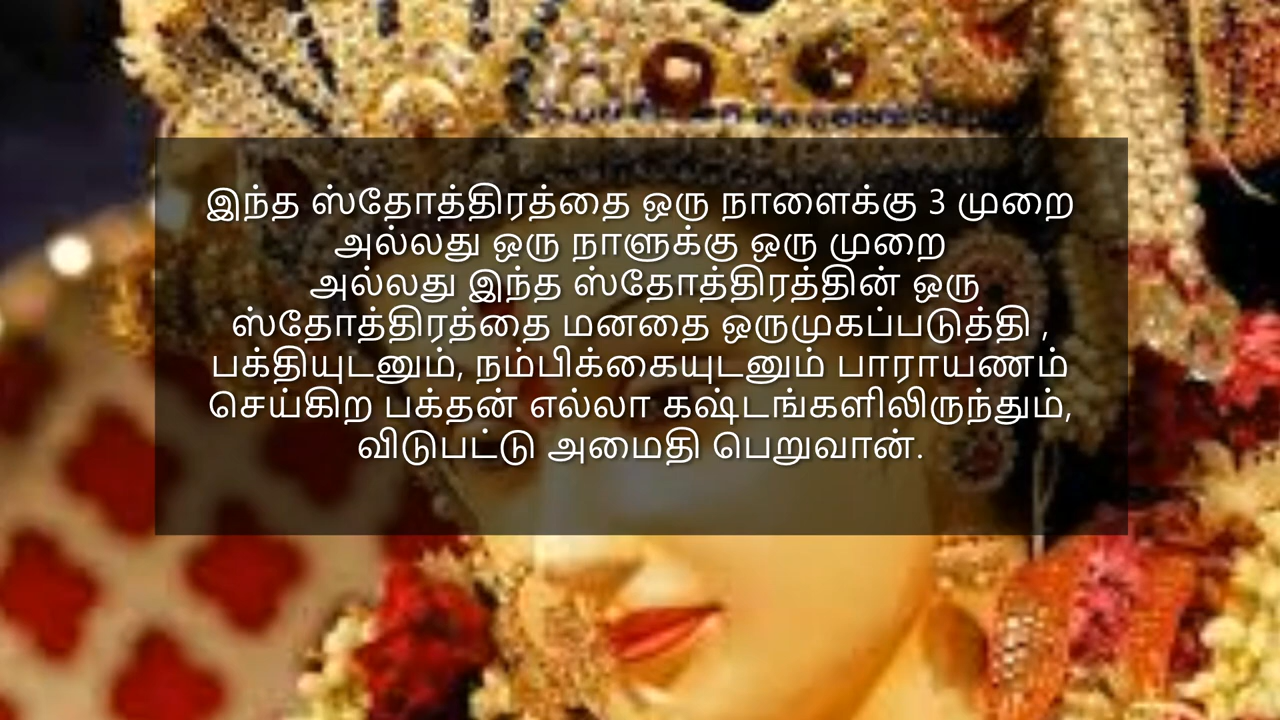 இந்த ஸ்தோத்திரத்தை ஒரு நாளைக்கு 3 முறை
அல்லது ஒரு நாளுக்கு ஒரு முறை
அல்லது இந்த ஸ்தோத்திரத்தின் ஒரு
ஸ்தோத்திரத்தை மனதை ஒருமுகப்படுத்தி ,
பக்தியுடனும், நம்பிக்கையுடனும் பாராயணம்
செய்கிற பக்தன் எல்லா கஷ்டங்களிலிருந்தும்,
விடுபட்டு அமைதி பெறுவான்.